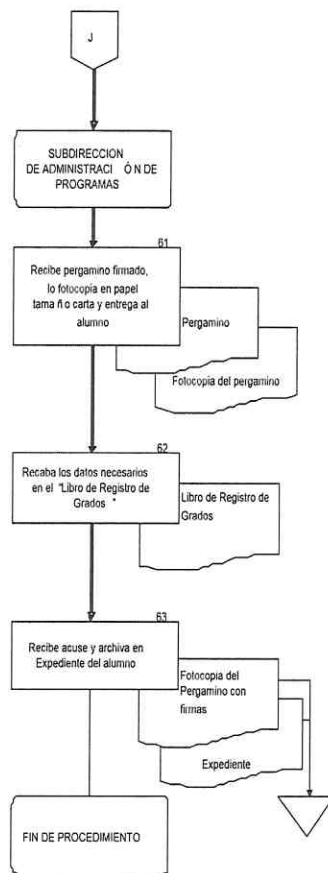 J
SUBDIRECCION
DE ADMINISTRACI Ó N DE
PROGRAMAS
61
Recibe pergamino firmado,
lo fotocopia en papel
tama ñ o carta y entrega al
alumno
Pergamino
Fotocopia del pergamino
62
Recaba los datos necesarios
en el "Libro de Registro de
Grados "
Libro de Registro de
Grados
63
Recibe acuse y archiva en
Expediente del alumno
Fotocopia del
Pergamino con
firmas
Expediente
FIN DE PROCEDIMIENTO